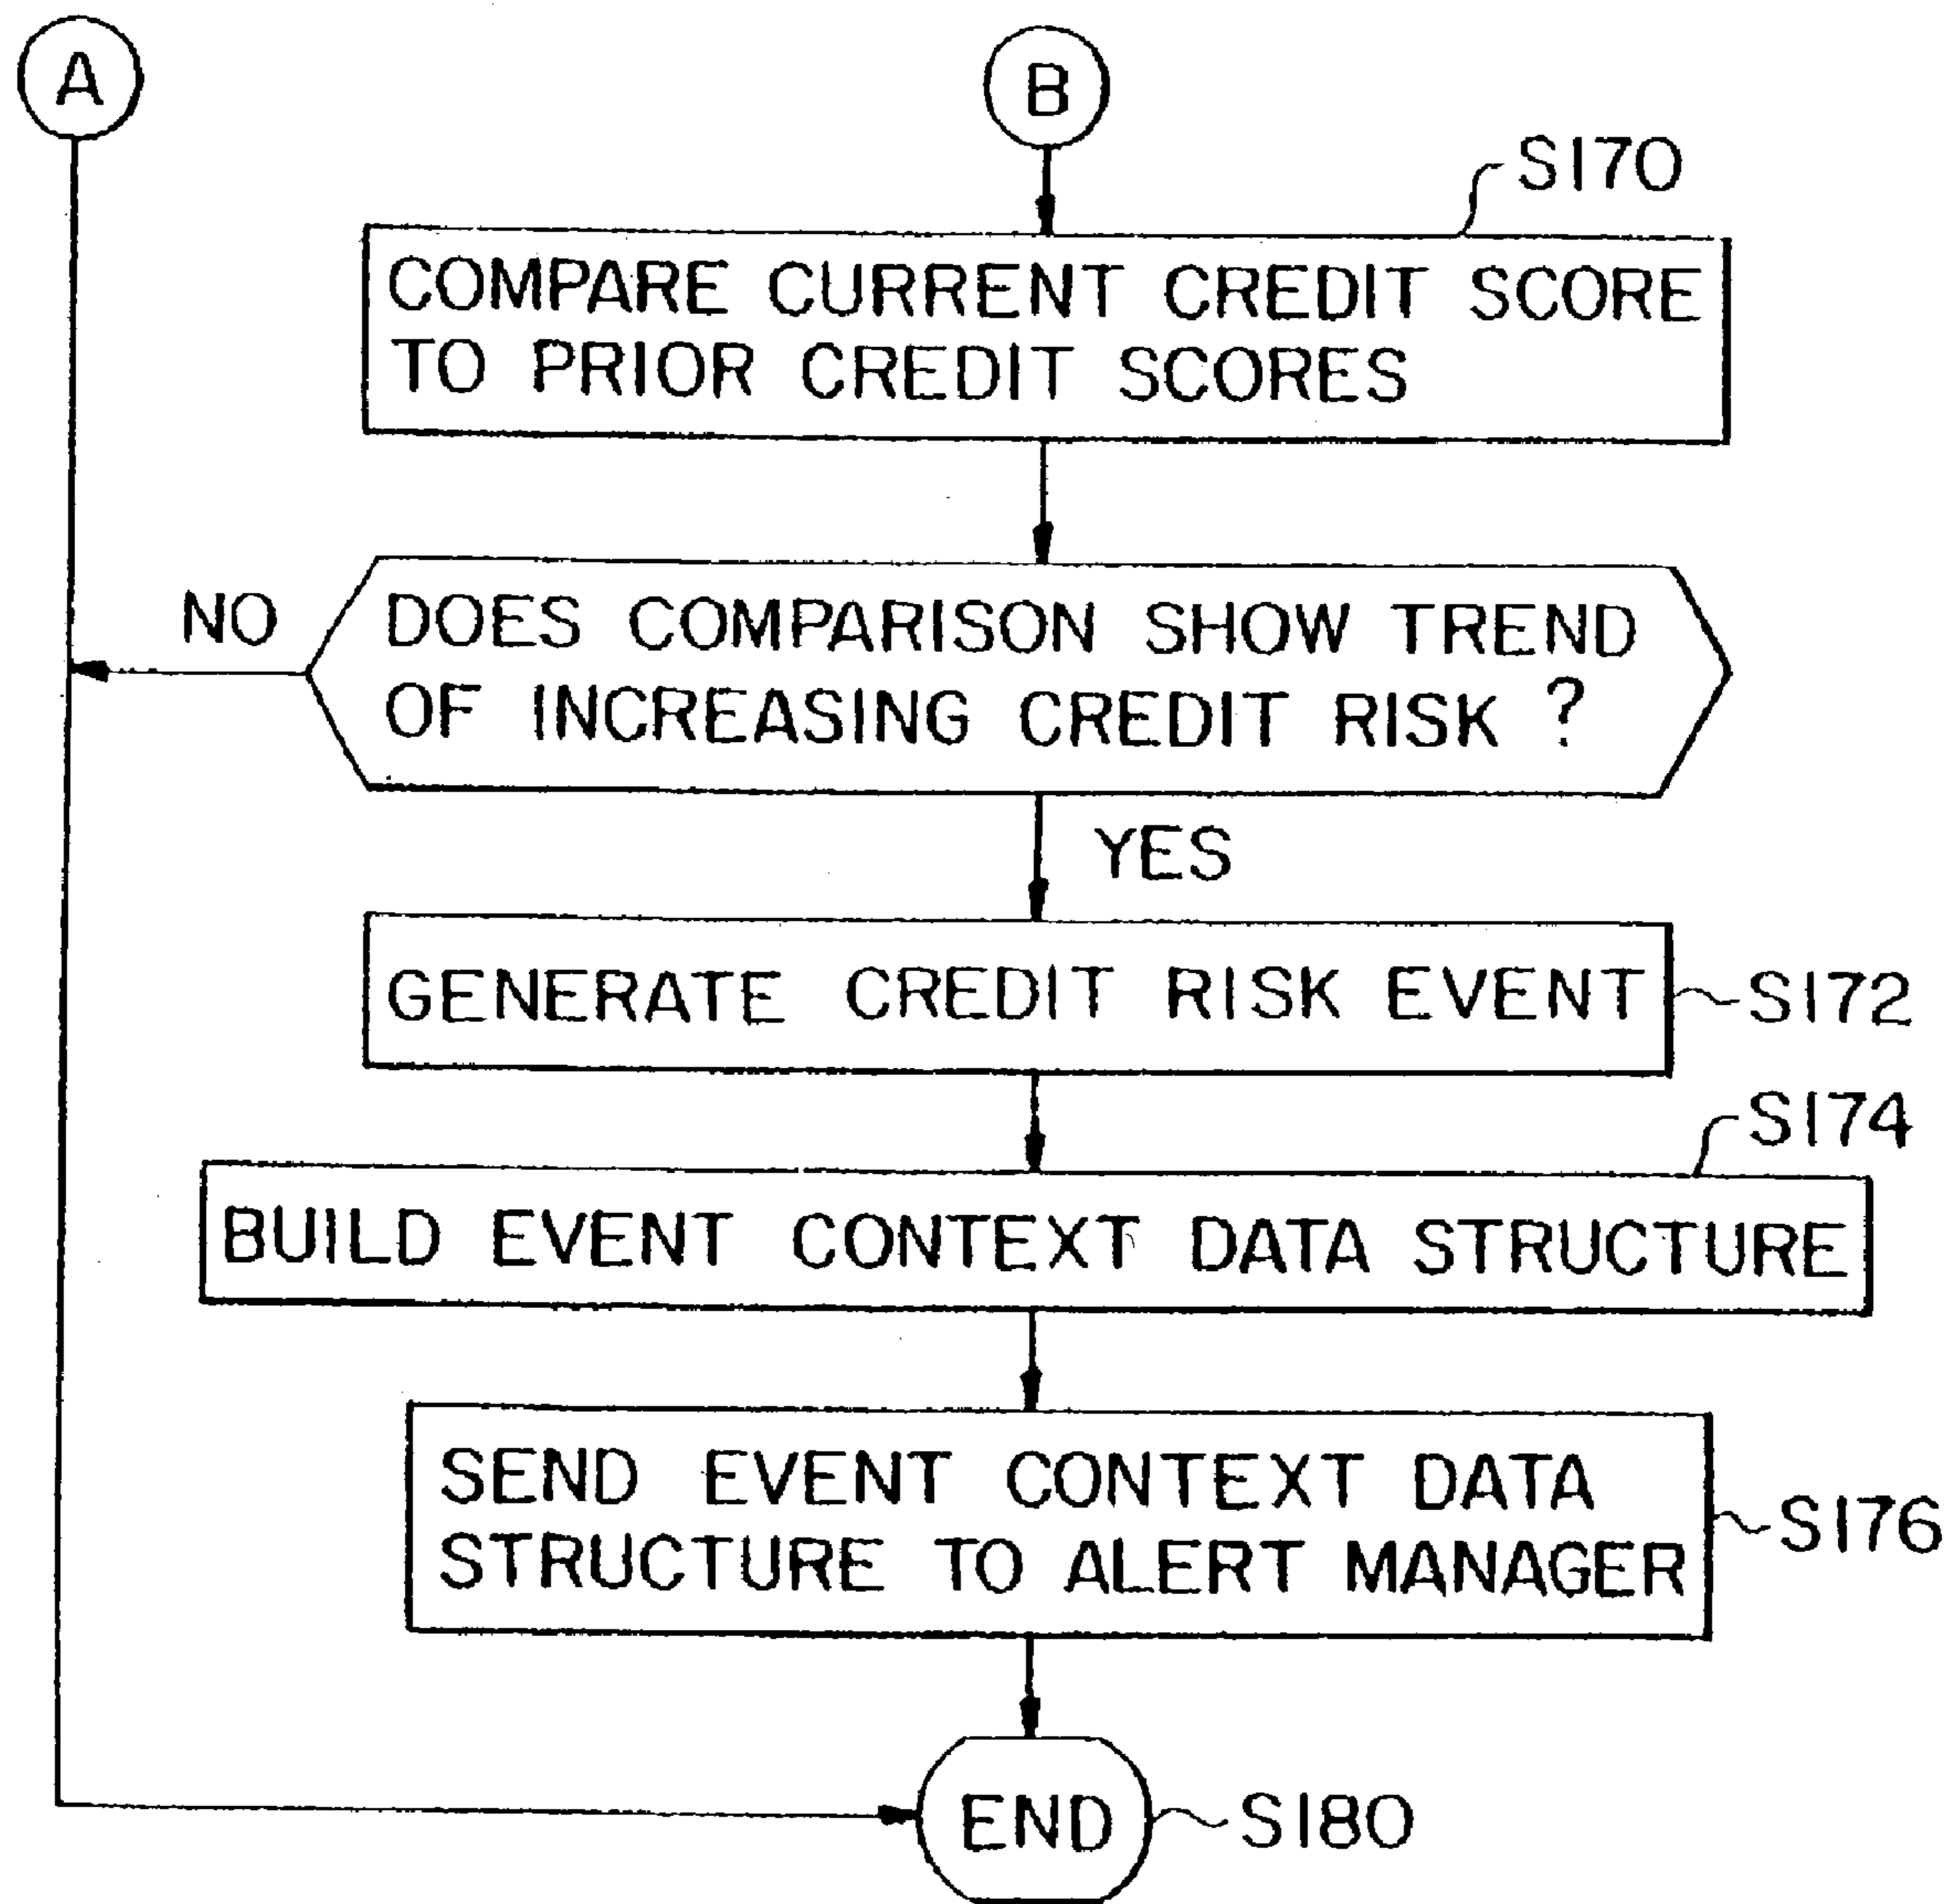 A
B
S170
COMPARE CURRENT CREDIT SCORE
TO PRIOR CREDIT SCORES
NO
DOES COMPARISON SHOW TREND
OF INCREASING CREDIT RISK ?
YES
GENERATE CREDIT RISK EVENT
S172
S174
BUILD EVENT CONTEXT DATA STRUCTURE
SEND EVENT CONTEXT DATA
STRUCTURE TO ALERT MANAGER
S176
END
S180